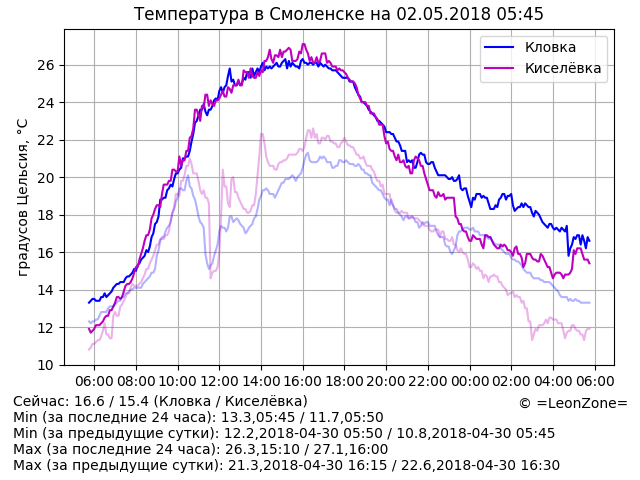 Температура в Смоленске на 02.05.2018 05:45
градусов Цельсия, °C
26
24
22
20
18
16
14
12
10
Кловка
Киселёвка
06:00 08:00 10:00 12:00 14:00 16:00 18:00 20:00 22:00 00:00 02:00 04:00 06:00
Сейчас: 16.6 / 15.4 (Кловка / Киселёвка)
© =LeonZone=
Min (за последние 24 часа): 13.3,05:45 / 11.7,05:50
Min (за предыдущие сутки): 12.2,2018-04-30 05:50 / 10.8,2018-04-30 05:45
Max (за последние 24 часа): 26.3,15:10 / 27.1,16:00
Max (за предыдущие сутки): 21.3,2018-04-30 16:15 / 22.6,2018-04-30 16:30